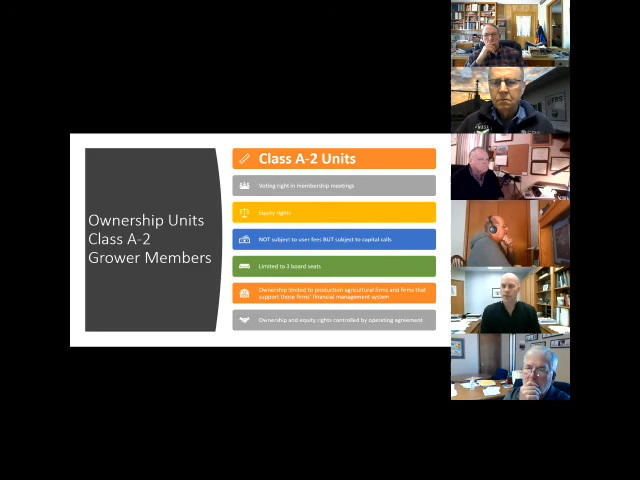 Ownership Units
Class A-2
Grower Members
Class A-2 Units
Voting right in membership meetings
Equity rights
NOT subject to user fees BUT subject to capital calls
Limited to 3 board seats
Ownership limited to production agricultural firms and firms that
support those firms' financial management system
Ownership and equity rights controlled by operating agreement